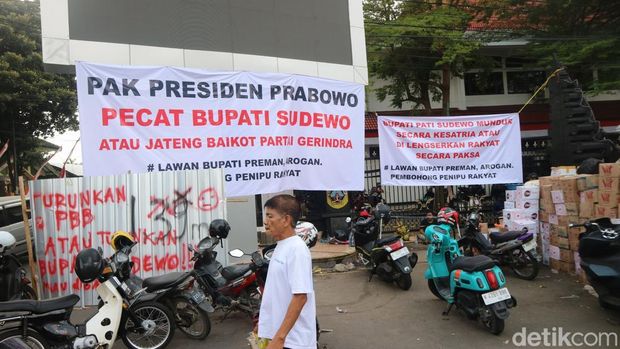 PAK PRESIDEN PRABOWO
PECAT BUPATI SUDEWO
ATAU JATENG BAIKOT PARTAI GERINDRA
# LAWAN BUPATI PREMAN, AROGAN.
NG PENIPU RAKYAT
BUPATI PATI SUDEWO MUNDUR
SECARA KESATRIA ATAU
DI LENGSERKAN RAKYAT
SECARA PAKSA
# LAWAN BUPATI PREMAN, AROGAN.
PEMBOHONG PENIPU RAKYAT
TURUNKAN
PBB
ATAU TURUNKAN
BUPATI
SUDEWO!!
detikcom